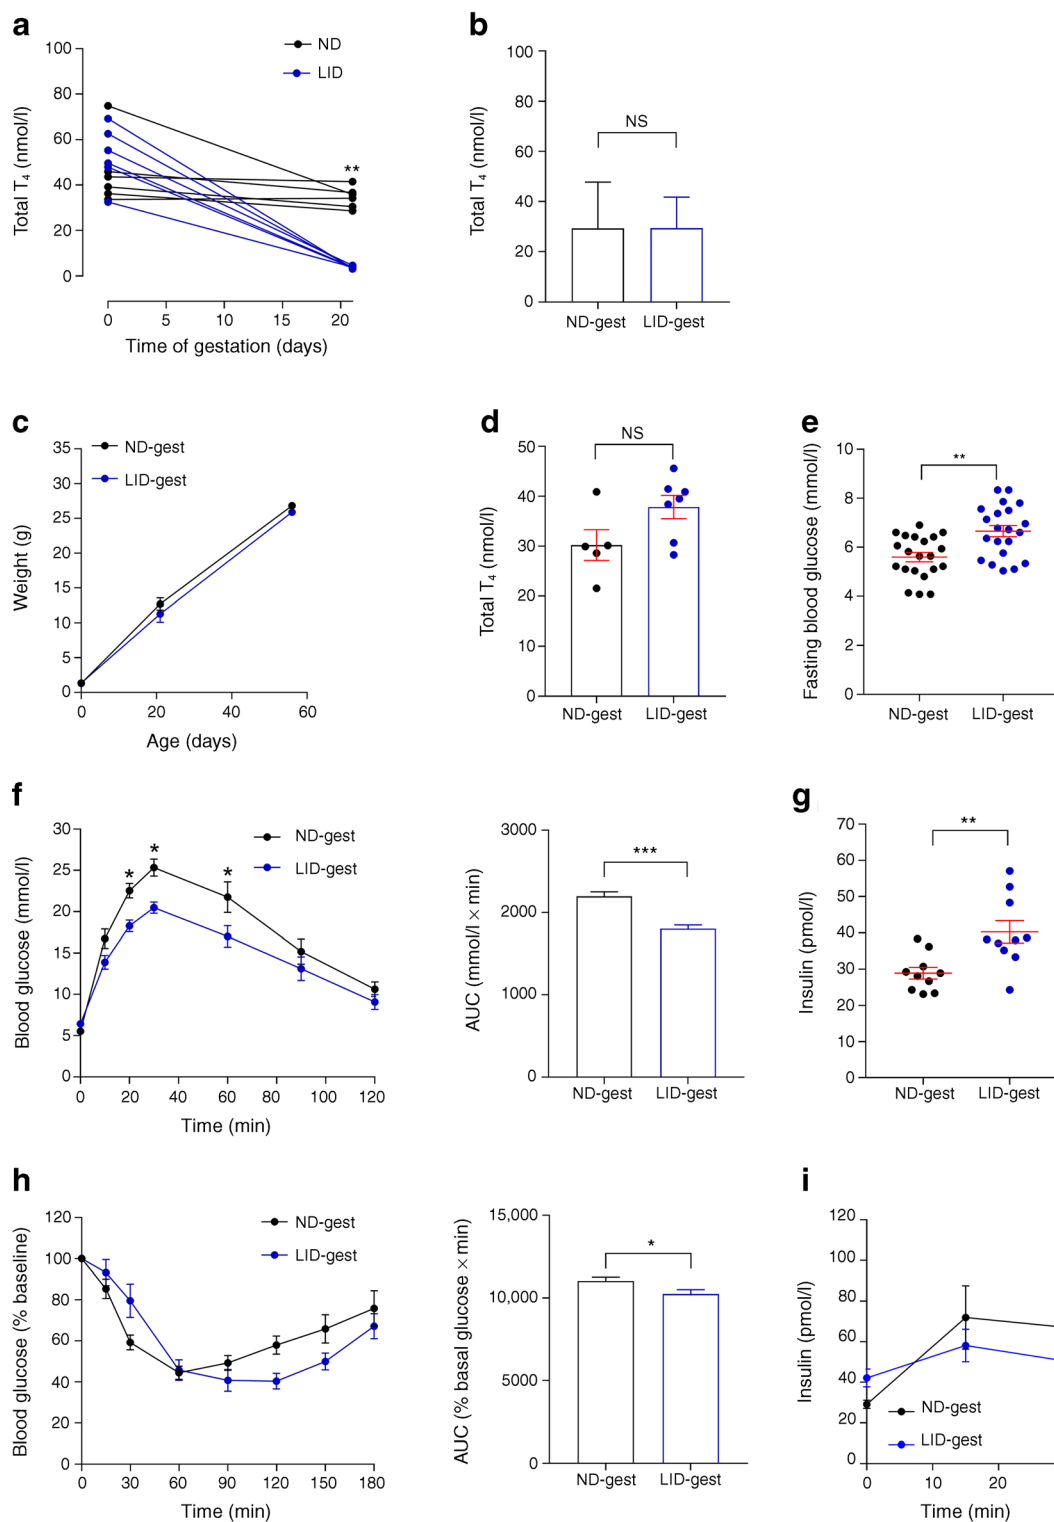 a
ND
LID
100
80
60
40
20
0
**
Total T4 (nmol/l)
0 5 10 15 20
Time of gestation (days)
b
100
80
60
40
20
0
NS
Total T4 (nmol/l)
ND-gest LID-gest
c
ND-gest
LID-gest
35
30
25
20
15
10
5
0
Weight (g)
0 20 40 60
Age (days)
d
50
40
30
20
10
0
NS
Total T4 (nmol/l)
ND-gest LID-gest
e
10
8
6
4
2
0
**
Fasting blood glucose (mmol/l)
ND-gest LID-gest
f
ND-gest
LID-gest
30
25
20
15
10
5
0
* * *
Blood glucose (mmol/l)
0 20 40 60 80 100 120
Time (min)
3000
2000
1000
0
***
AUC (mmol/l × min)
ND-gest LID-gest
g
70
60
50
40
30
20
10
0
**
Insulin (pmol/l)
ND-gest LID-gest
h
ND-gest
LID-gest
120
100
80
60
40
20
0
Blood glucose (% baseline)
0 30 60 90 120 150 180
Time (min)
15,000
10,000
5000
0
*
AUC (% basal glucose × min)
ND-gest LID-gest
i
120
100
80
60
40
20
0
Insulin (pmol/l)
ND-gest
LID-gest
0 10 20
Time (min)